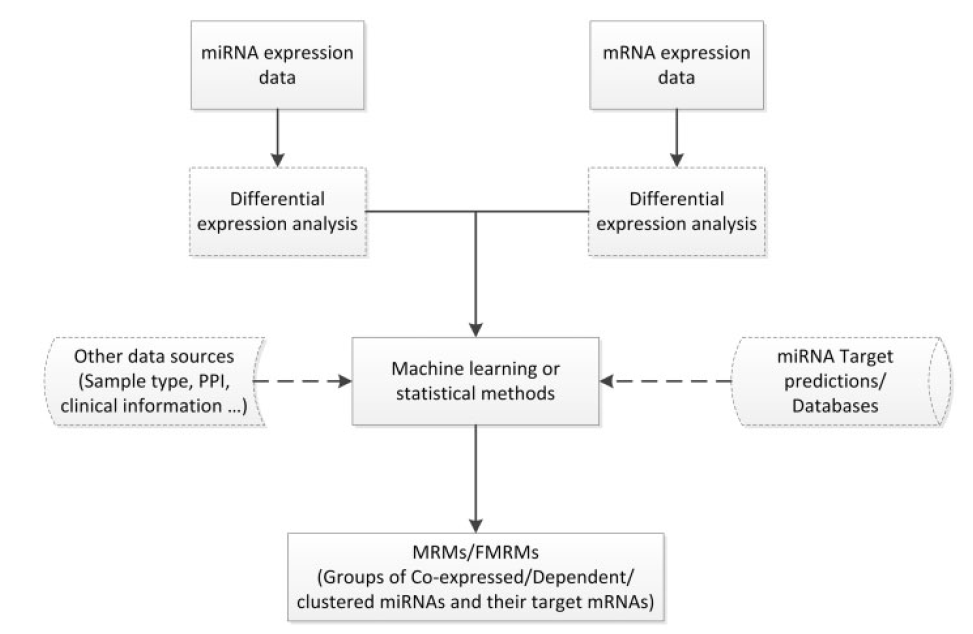 miRNA expression
data
mRNA expression
data
Differential
expression analysis
Differential
expression analysis
Other data sources
(Sample type, PPI,
clinical information ...)
Machine learning or
statistical methods
miRNA Target
predictions/
Databases
MRMs/FMRMs
(Groups of Co-expressed/Dependent/
clustered miRNAs and their target mRNAs)